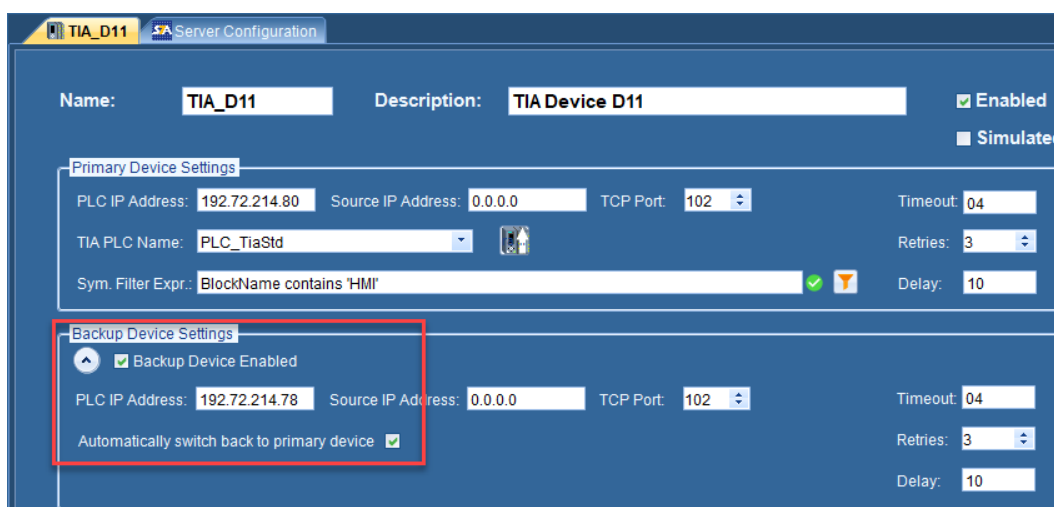 TIA_D11 Server Configuration
Name: TIA_D11 Description: TIA Device D11 Enabled
Simulate
Primary Device Settings
PLC IP Address: 192.72.214.80 Source IP Address: 0.0.0.0 TCP Port: 102 Timeout: 04
TIA PLC Name: PLC_TiaStd Retries: 3
Sym. Filter Expr.: BlockName contains 'HMI' Delay: 10
Backup Device Settings
Backup Device Enabled
PLC IP Address: 192.72.214.78 Source IP Address: 0.0.0.0 TCP Port: 102 Timeout: 04
Automatically switch back to primary device Retries: 3
Delay: 10